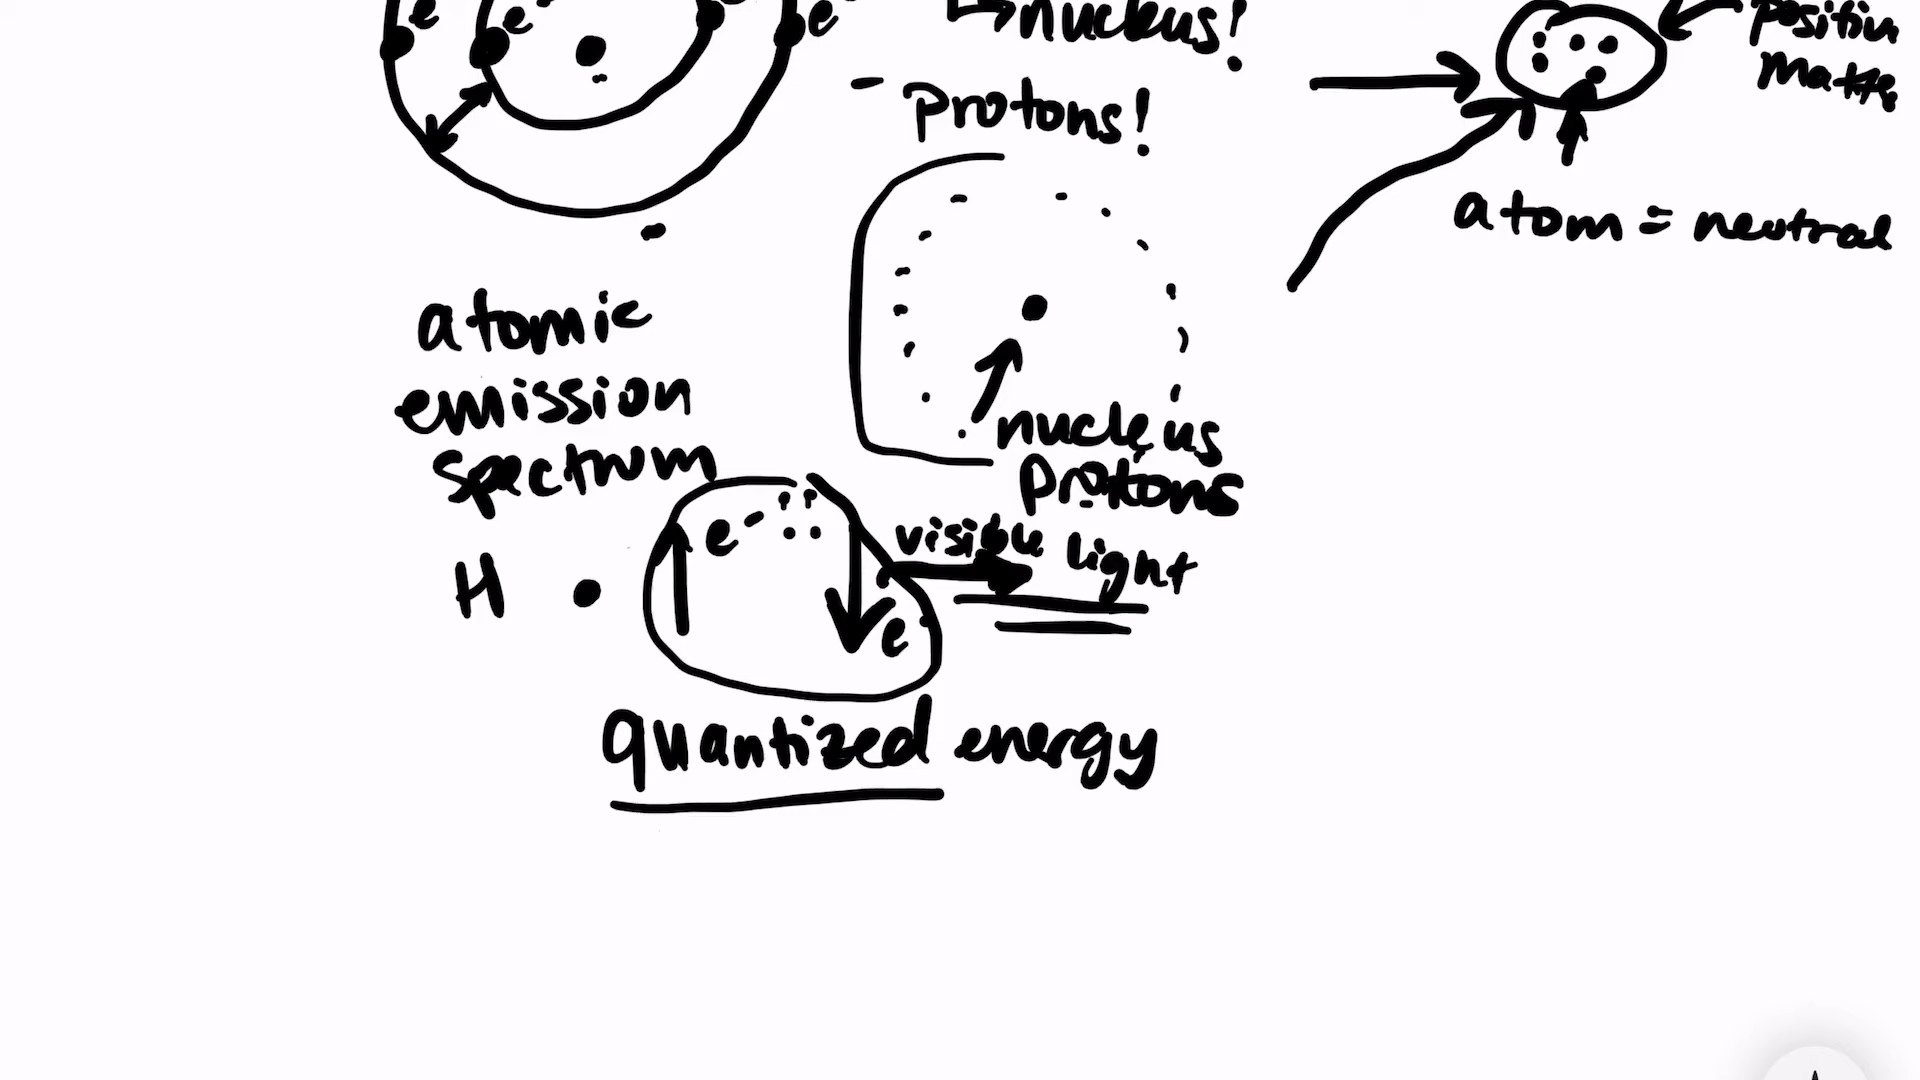 e
e-
e-
nucleus!
- protons!
positive
matter
atom = neutral
atomic
emission
spectrum
nucleus
protons
H
e-
visible light
e
quantized energy